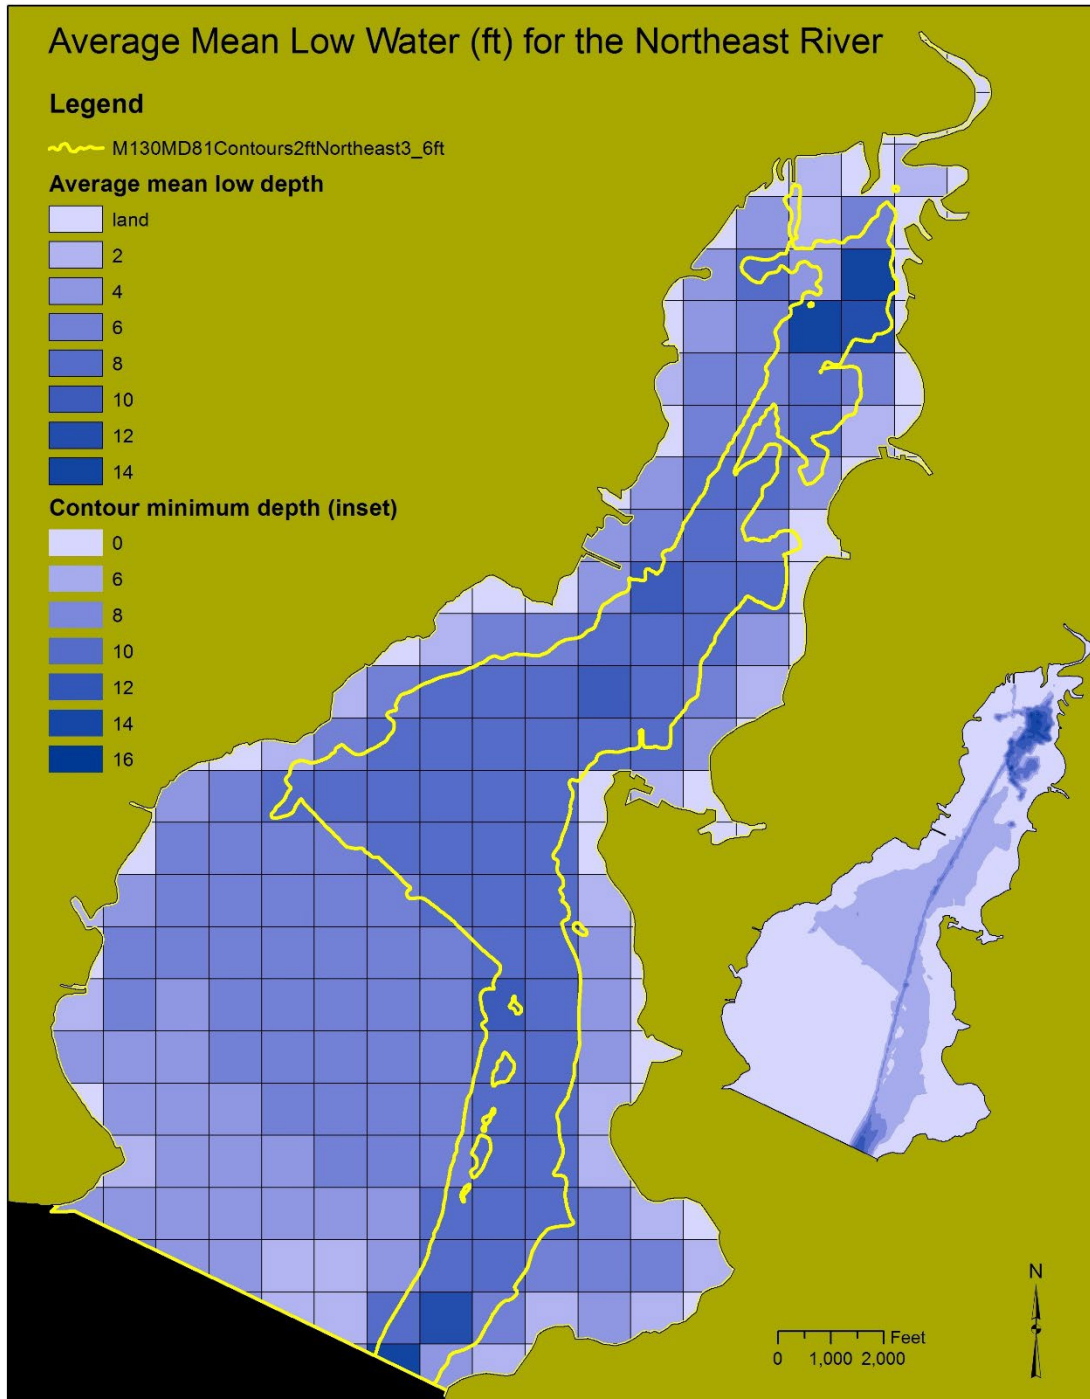 Average Mean Low Water (ft) for the Northeast River
Legend
M130MD81Contours2ftNortheast3_6ft
Average mean low depth
land
2
4
6
8
10
12
14
Contour minimum depth (inset)
0
6
8
10
12
14
16
N
Feet
0 1,000 2,000